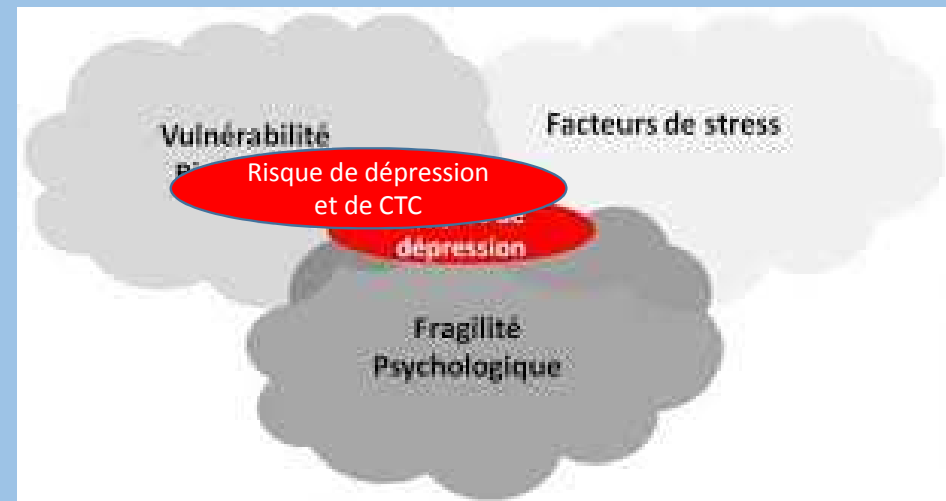 Vulnérabilité
Facteurs de stress
Risque de dépression
et de CTC
dépression
Fragilité
Psychologique